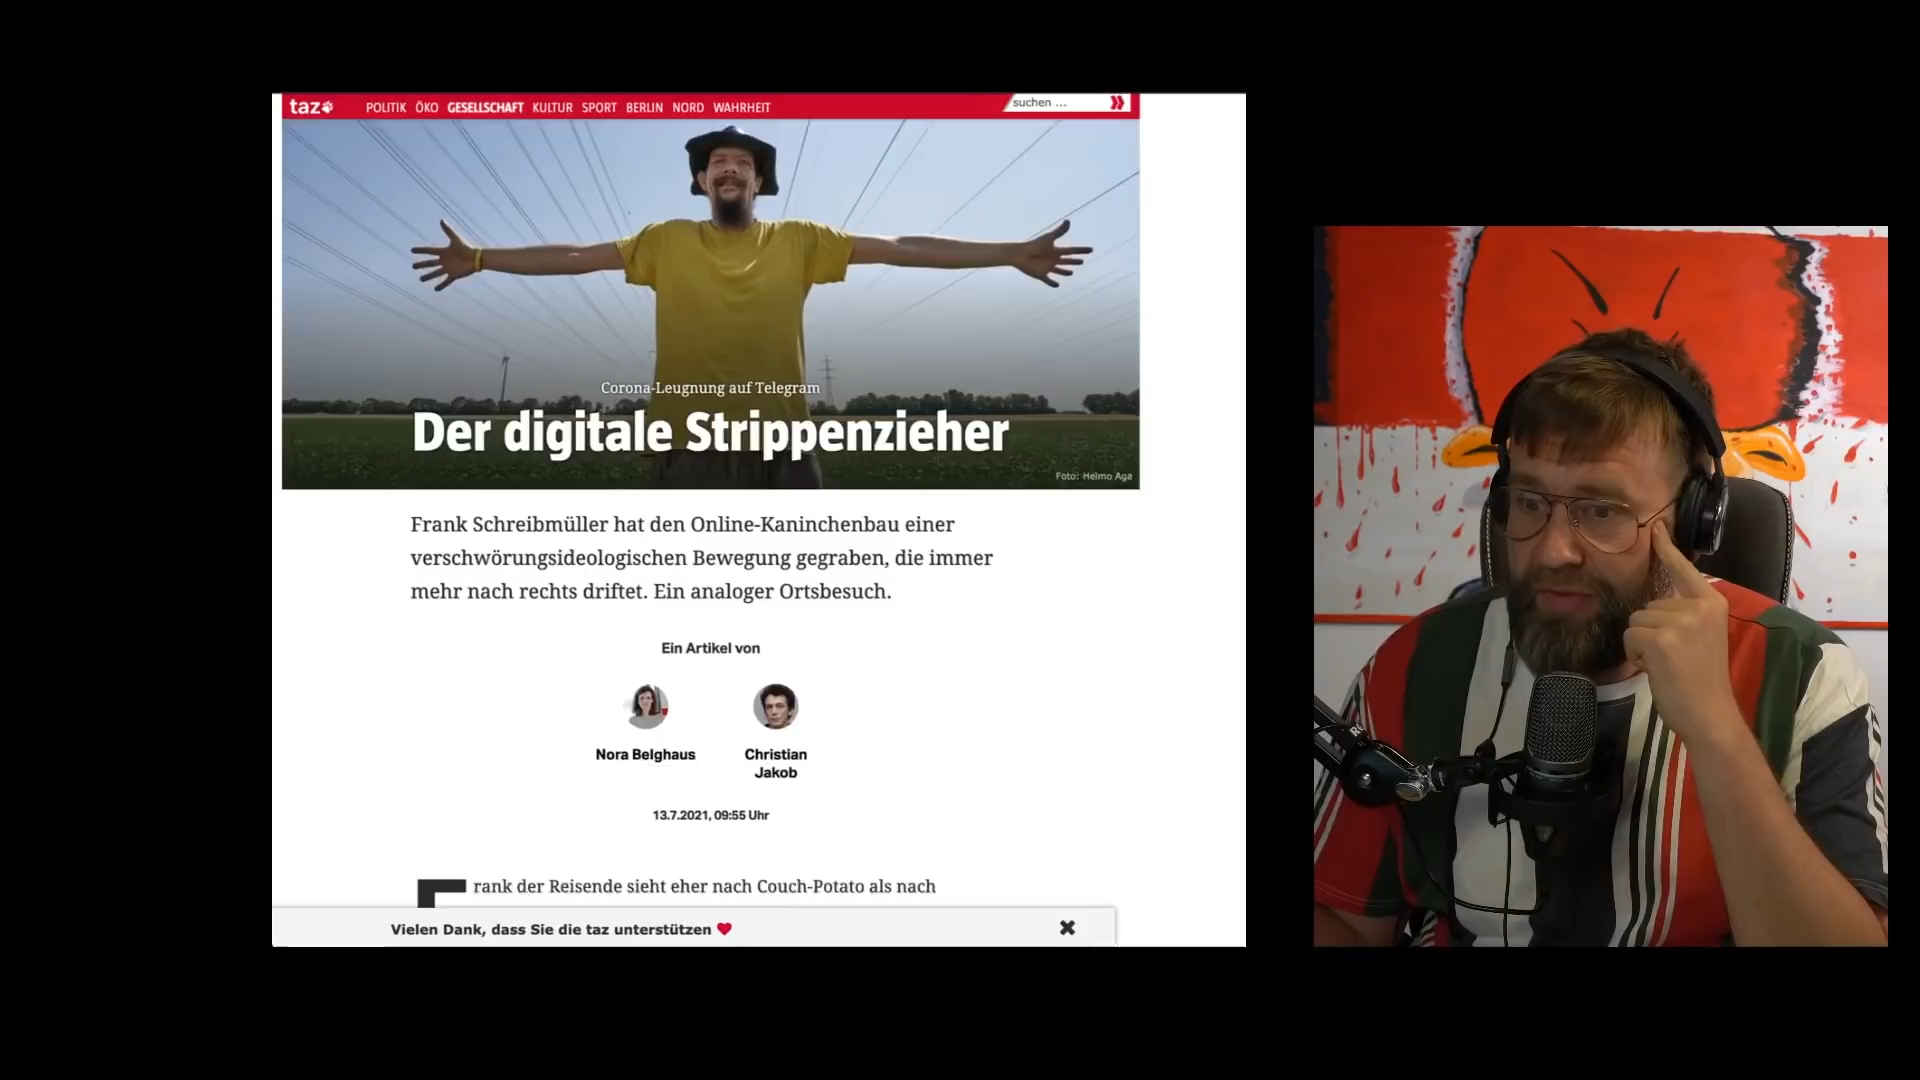 taz
POLITIK ÖKO GESELLSCHAFT KULTUR SPORT BERLIN NORD WAHRHEIT
suchen ...
Corona-Leugnung auf Telegram
Der digitale Strippenzieher
Foto: Heimo Aga
Frank Schreibmüller hat den Online-Kaninchenbau einer
verschwörungsideologischen Bewegung gegraben, die immer
mehr nach rechts driftet. Ein analoger Ortsbesuch.
Ein Artikel von
Nora Belghaus
Christian
Jakob
13.7.2021, 09:55 Uhr
rank der Reisende sieht eher nach Couch-Potato als nach
Vielen Dank, dass Sie die taz unterstützen